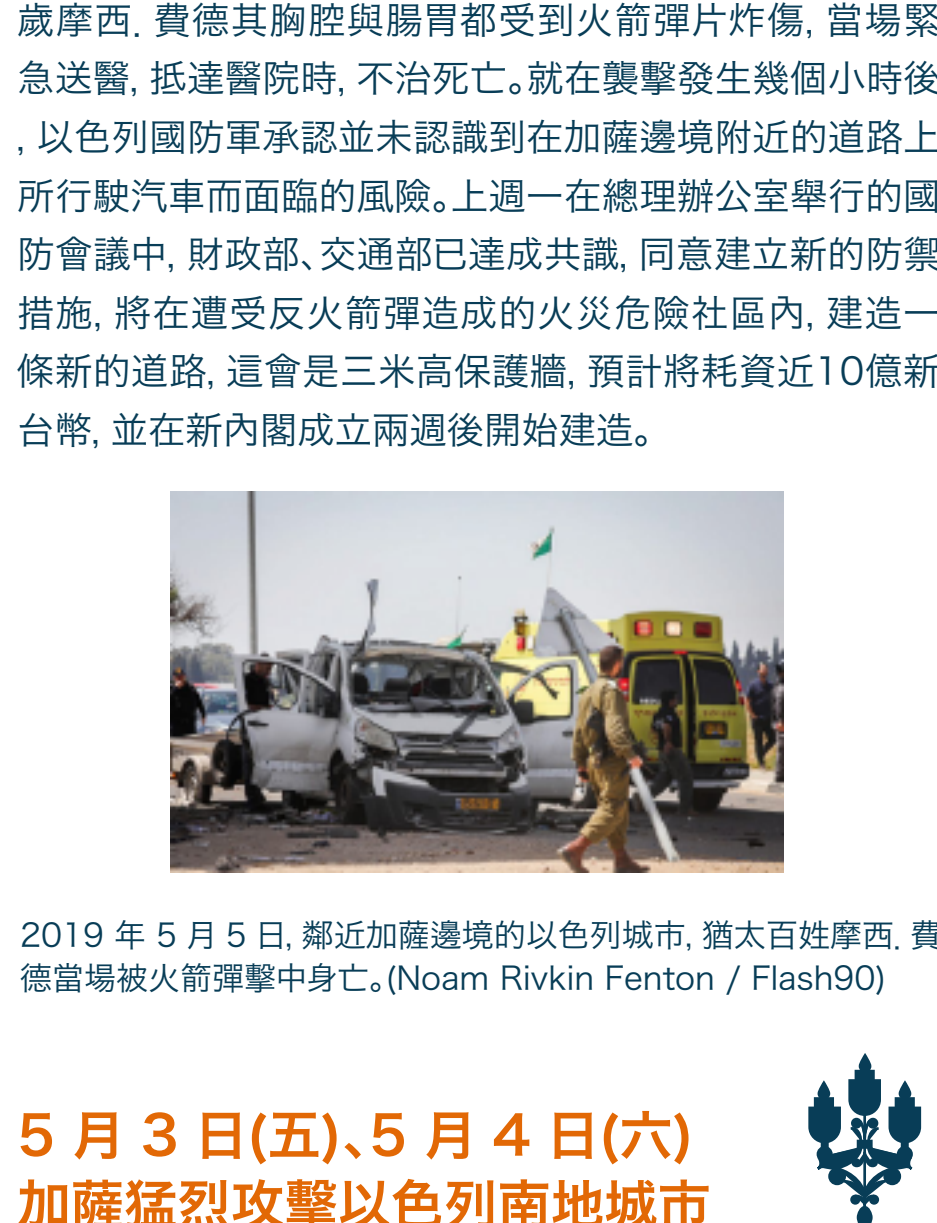 歲摩西. 費德其胸腔與腸胃都受到火箭彈片炸傷, 當場緊
急送醫, 抵達醫院時, 不治死亡。就在襲擊發生幾個小時後
, 以色列國防軍承認並未認識到在加薩邊境附近的道路上
所行駛汽車而面臨的風險。上週一在總理辦公室舉行的國
防會議中, 財政部、交通部已達成共識, 同意建立新的防禦
措施, 將在遭受反火箭彈造成的火災危險社區內, 建造一
條新的道路, 這會是三米高保護牆, 預計將耗資近10億新
台幣, 並在新內閣成立兩週後開始建造。
2019 年 5 月 5 日, 鄰近加薩邊境的以色列城市, 猶太百姓摩西. 費
德當場被火箭彈擊中身亡。(Noam Rivkin Fenton / Flash90)
5 月 3 日(五)、5 月 4 日(六)
加薩猛烈攻擊以色列南地城市